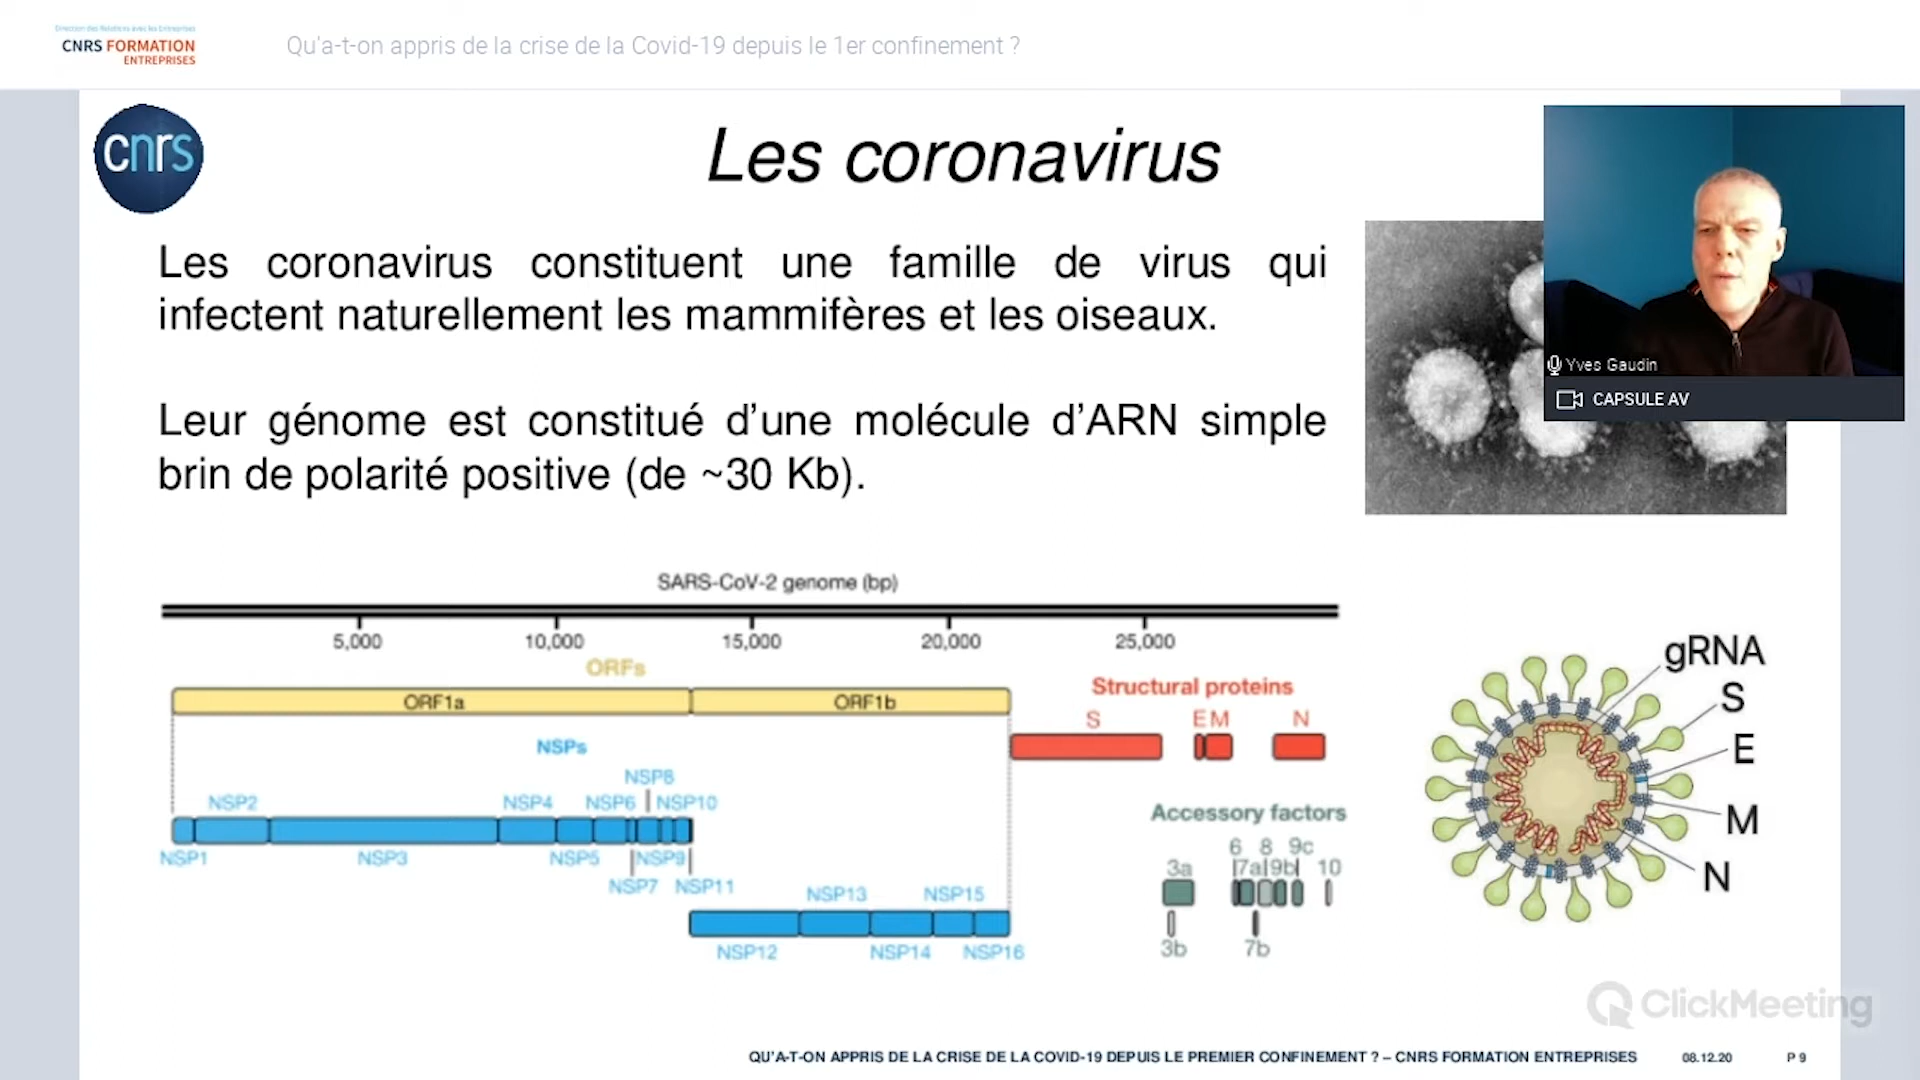 Direction des Relations avec les Entreprises
CNRS FORMATION
ENTREPRISES
Qu'a-t-on appris de la crise de la Covid-19 depuis le 1er confinement ?
cnrs
Les coronavirus
Les coronavirus constituent une famille de virus qui
infectent naturellement les mammifères et les oiseaux.
Leur génome est constitué d’une molécule d’ARN simple
brin de polarité positive (de ~30 Kb).
Yves Gaudin
CAPSULE AV
SARS-CoV-2 genome (bp)
5,000 10,000 15,000 20,000 25,000
ORFs
ORF1a ORF1b
Structural proteins
S E M N
NSPs
NSP8
NSP2 NSP4 NSP6 NSP10
NSP1 NSP3 NSP5 NSP9
NSP7 NSP11
NSP13 NSP15
NSP12 NSP14 NSP16
Accessory factors
6 8 9c
3a 7a 9b 10
3b 7b
gRNA
S
E
M
N
ClickMeeting
QU’A-T-ON APPRIS DE LA CRISE DE LA COVID-19 DEPUIS LE PREMIER CONFINEMENT ? – CNRS FORMATION ENTREPRISES 08.12.20 P 9